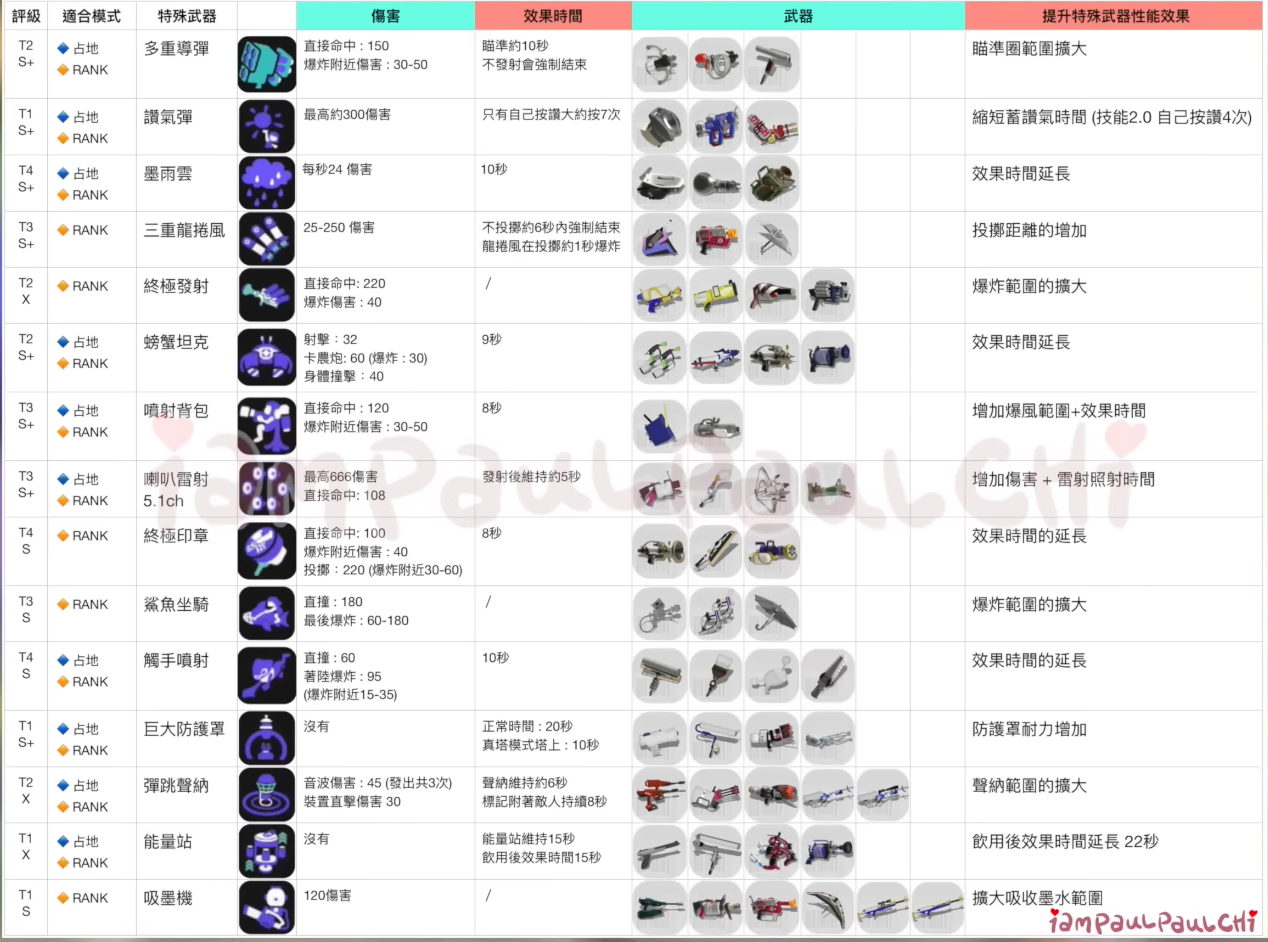 評級 適合模式 特殊武器 傷害 效果時間 武器 提升特殊武器性能效果
T2
S+
占地
RANK
多重導彈
直接命中 : 150
爆炸附近傷害 : 30-50
瞄準約10秒
不發射會強制結束
瞄準圈範圍擴大
T1
S+
占地
RANK
讚氣彈
最高約300傷害
只有自己按讚大約按7次
縮短蓄讚氣時間 (技能2.0 自己按讚4次)
T4
S+
占地
RANK
墨雨雲
每秒24 傷害
10秒
效果時間延長
T3
S+
RANK
三重龍捲風
25-250 傷害
不投擲約6秒內強制結束
龍捲風在投擲約1秒爆炸
投擲距離的增加
T2
X
RANK
終極發射
直接命中: 220
爆炸傷害 : 40
/
爆炸範圍的擴大
T2
S+
占地
RANK
螃蟹坦克
射擊：32
卡農炮: 60 (爆炸 : 30)
身體撞擊：40
9秒
效果時間延長
T3
S+
占地
RANK
噴射背包
直接命中 : 120
爆炸附近傷害 : 30-50
8秒
增加爆風範圍+效果時間
T3
S+
占地
RANK
喇叭雷射
5.1ch
最高666傷害
直接命中: 108
發射後維持約5秒
增加傷害 + 雷射照射時間
T4
S
RANK
終極印章
直接命中: 100
爆炸附近傷害 : 40
投擲：220 (爆炸附近30-60)
8秒
效果時間的延長
T3
S
RANK
鯊魚坐騎
直撞 : 180
最後爆炸 : 60-180
/
爆炸範圍的擴大
T4
S
占地
RANK
觸手噴射
直撞 : 60
著陸爆炸 : 95
(爆炸附近15-35)
10秒
效果時間的延長
T1
S+
占地
RANK
巨大防護罩
沒有
正常時間 : 20秒
真塔模式塔上 : 10秒
防護罩耐力增加
T2
X
占地
RANK
彈跳聲納
音波傷害 : 45 (發出共3次)
裝置直擊傷害 30
聲納維持約6秒
標記附著敵人持續8秒
聲納範圍的擴大
T1
X
占地
RANK
能量站
沒有
能量站維持15秒
飲用後效果時間15秒
飲用後效果時間延長 22秒
T1
S
RANK
吸墨機
120傷害
/
擴大吸收墨水範圍
iamPaulPaulChi
iamPaulPaulChi